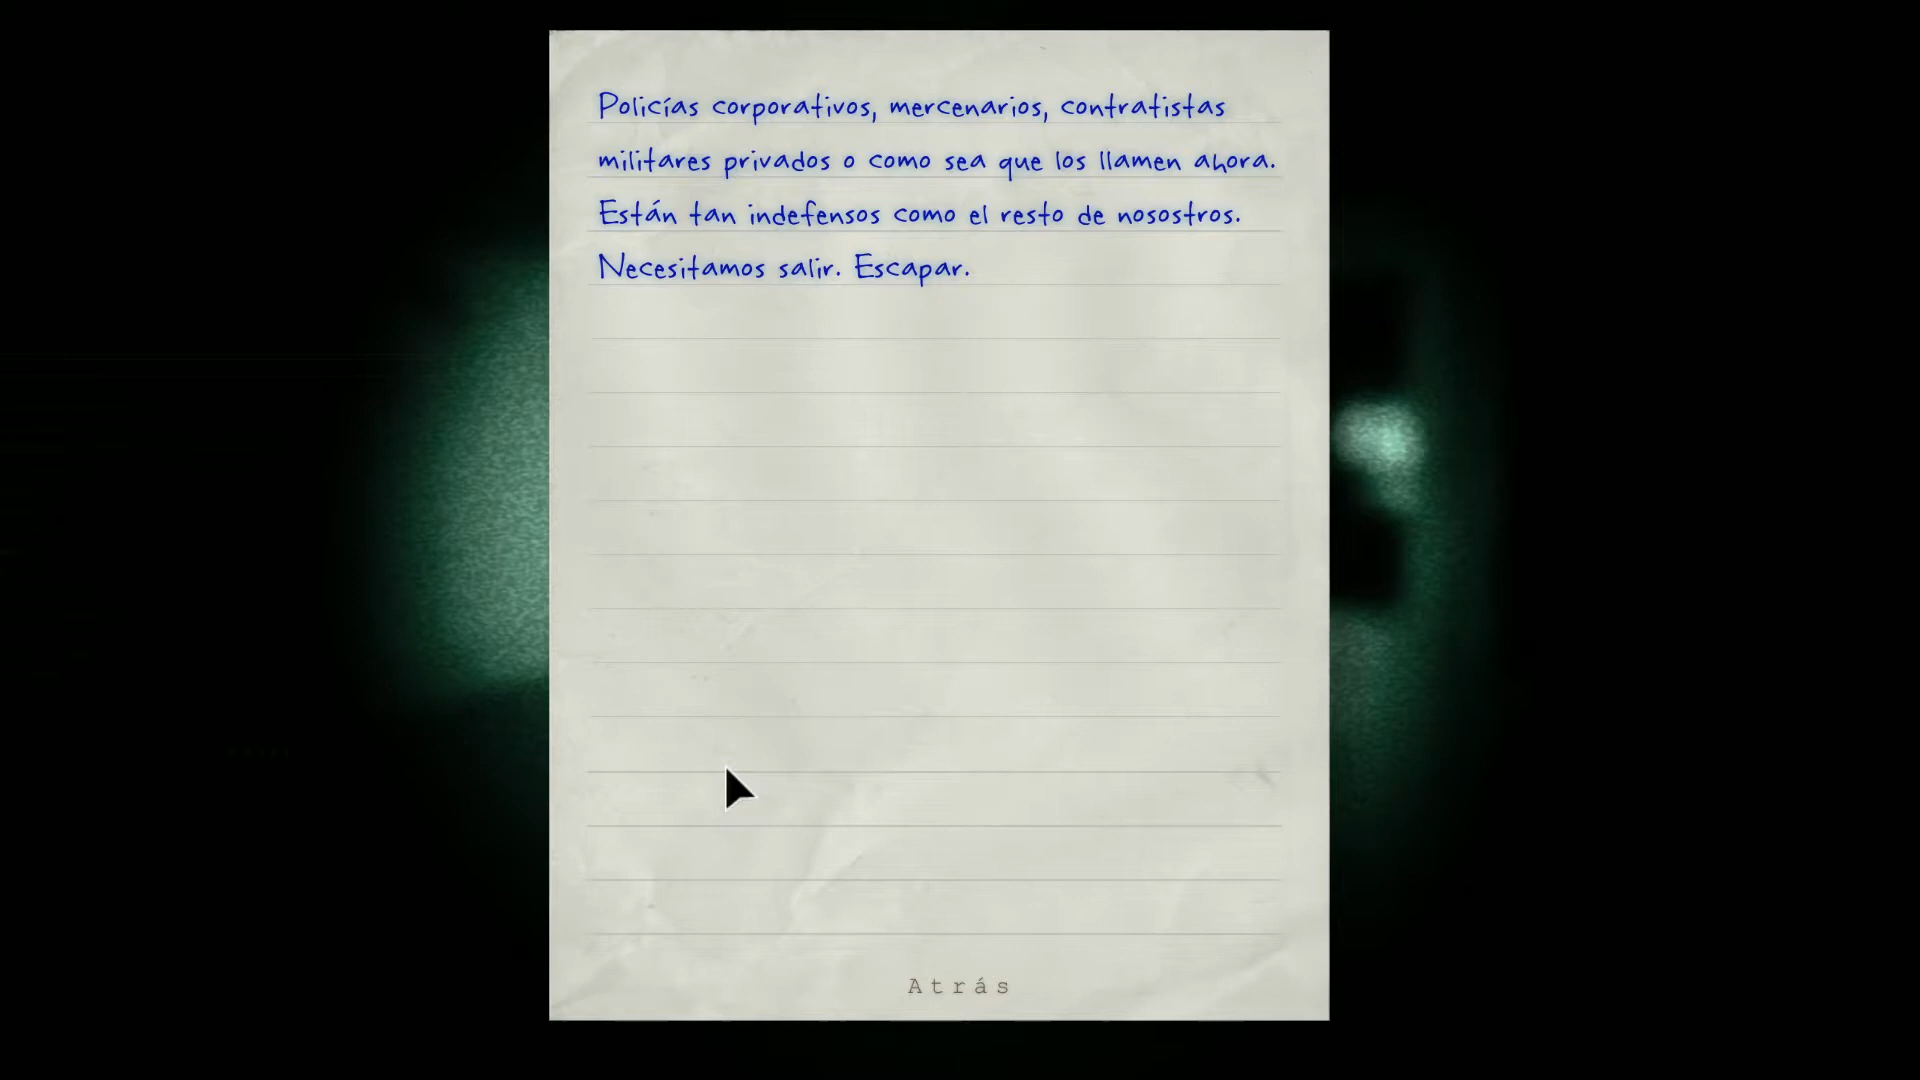 Policías corporativos, mercenarios, contratistas
militares privados o como sea que los llamen ahora.
Están tan indefensos como el resto de nosostros.
Necesitamos salir. Escapar.
Atrás